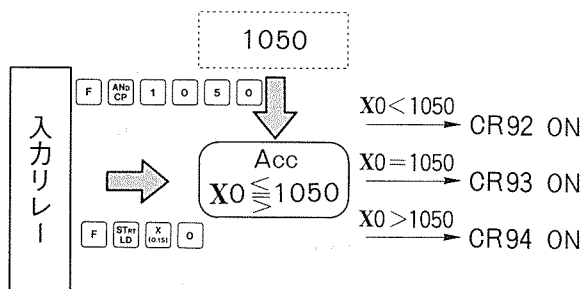 1050
F AND CP 1 0 5 0
入力リレー
X0<1050
CR92 ON
Acc
X0≦≧1050
X0=1050
CR93 ON
F STRT LD X (0.15) 0
X0>1050
CR94 ON